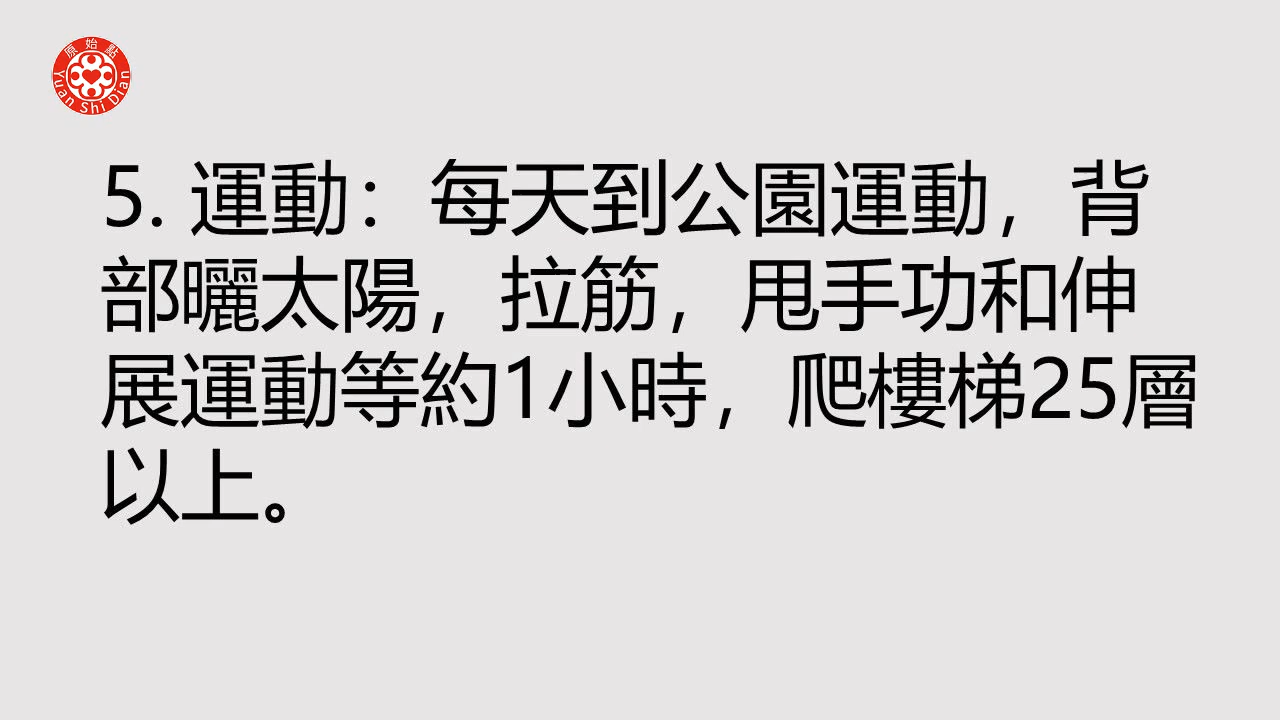 原始點
Yuan Shi Dian
5. 運動：每天到公園運動，背
部曬太陽，拉筋，甩手功和伸
展運動等約1小時，爬樓梯25層
以上。